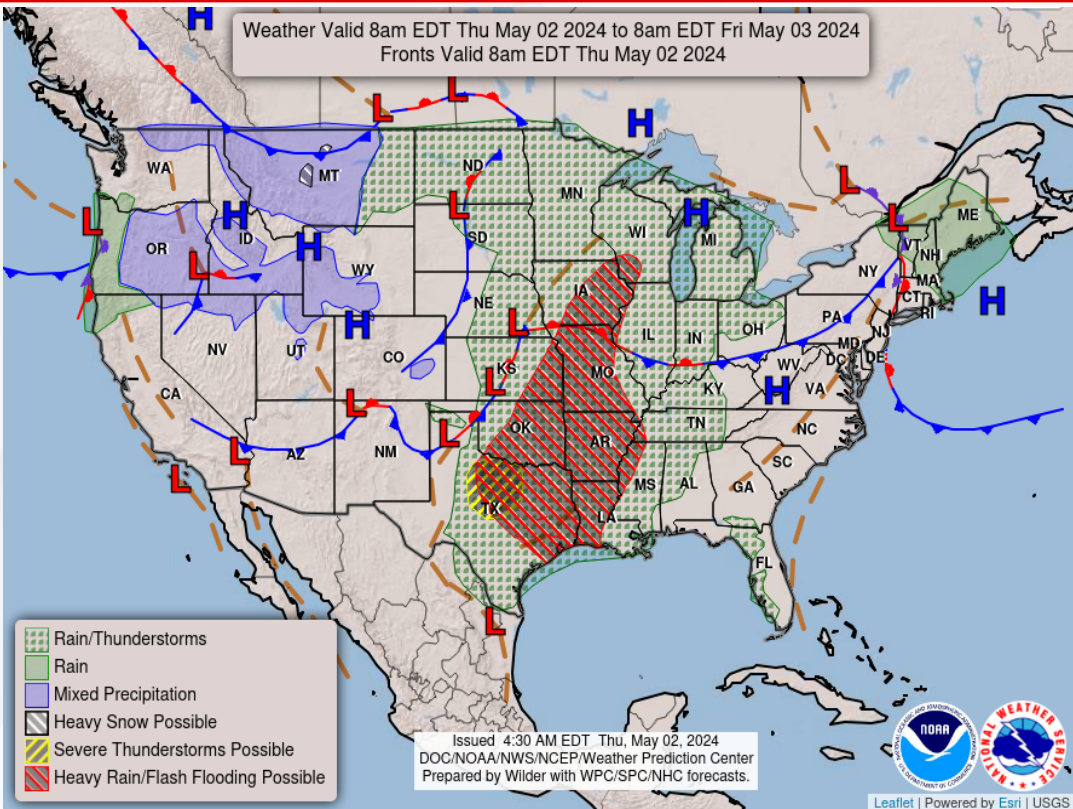 Weather Valid 8am EDT Thu May 02 2024 to 8am EDT Fri May 03 2024
Fronts Valid 8am EDT Thu May 02 2024
H
L
L
H
WA
MT
ND
MN
L
ME
L
H
L
H
L
VT
NH
OR
ID
H
SD
WI
MI
L
WY
NY
MA
CT
RI
H
NE
IA
L
H
PA
NJ
NV
UT
CO
IL
IN
OH
MD
DE
DC
WV
CA
L
KS
MO
KY
VA
H
L
NC
TN
L
OK
AR
L
AZ
NM
SC
L
MS
AL
GA
TX
LA
FL
L
Rain/Thunderstorms
Rain
Mixed Precipitation
Heavy Snow Possible
Severe Thunderstorms Possible
Heavy Rain/Flash Flooding Possible
Issued 4:30 AM EDT Thu, May 02, 2024
DOC/NOAA/NWS/NCEP/Weather Prediction Center
Prepared by Wilder with WPC/SPC/NHC forecasts.
NOAA
NATIONAL WEATHER SERVICE
Leaflet | Powered by Esri | USGS